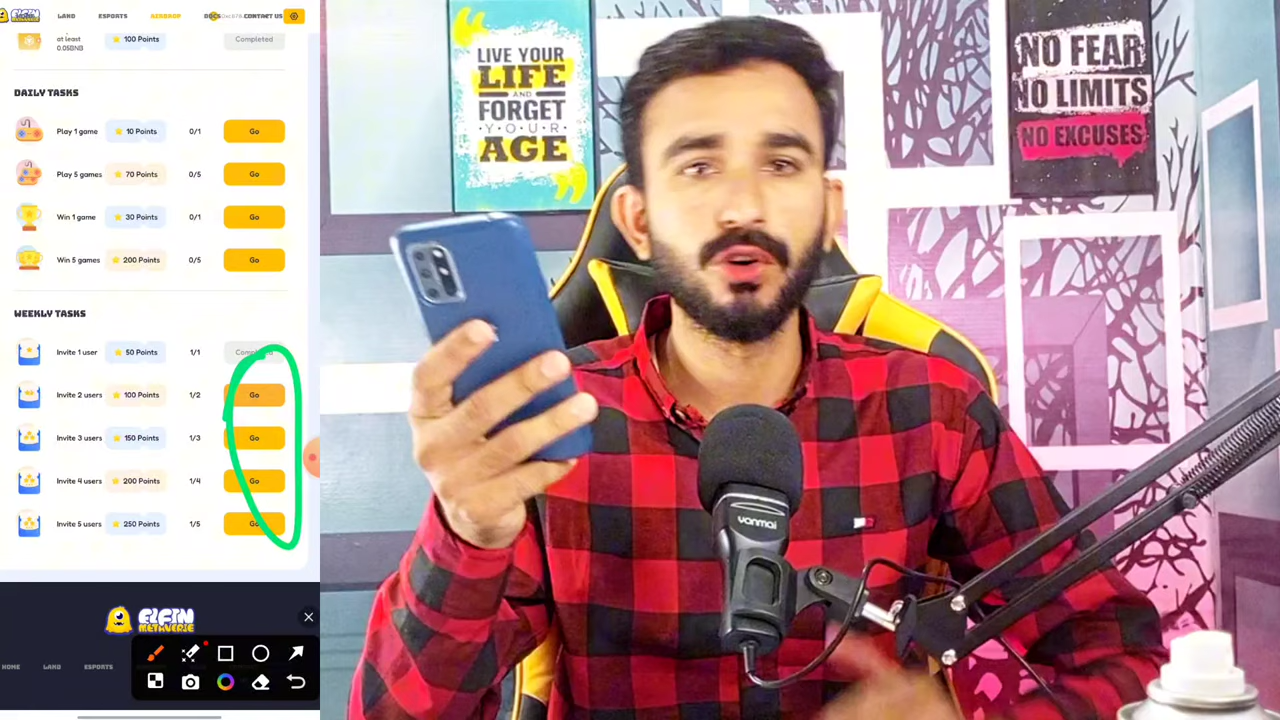 ELFIN
METAVERSE
LAND
ESPORTS
AIRDROP
DOCS
CONTACT US
at least
0.05BNB
100 Points
Completed
DAILY TASKS
Play 1 game
10 Points
0/1
Go
Play 5 games
70 Points
0/5
Go
Win 1 game
30 Points
0/1
Go
Win 5 games
200 Points
0/5
Go
WEEKLY TASKS
Invite 1 user
50 Points
1/1
Completed
Invite 2 users
100 Points
1/2
Go
Invite 3 users
150 Points
1/3
Go
Invite 4 users
200 Points
1/4
Go
Invite 5 users
250 Points
1/5
Go
ELFIN
METAVERSE
HOME
LAND
ESPORTS
LIVE YOUR
LIFE
AND
FORGET
YOUR
AGE
NO FEAR
NO LIMITS
NO EXCUSES
yanmai